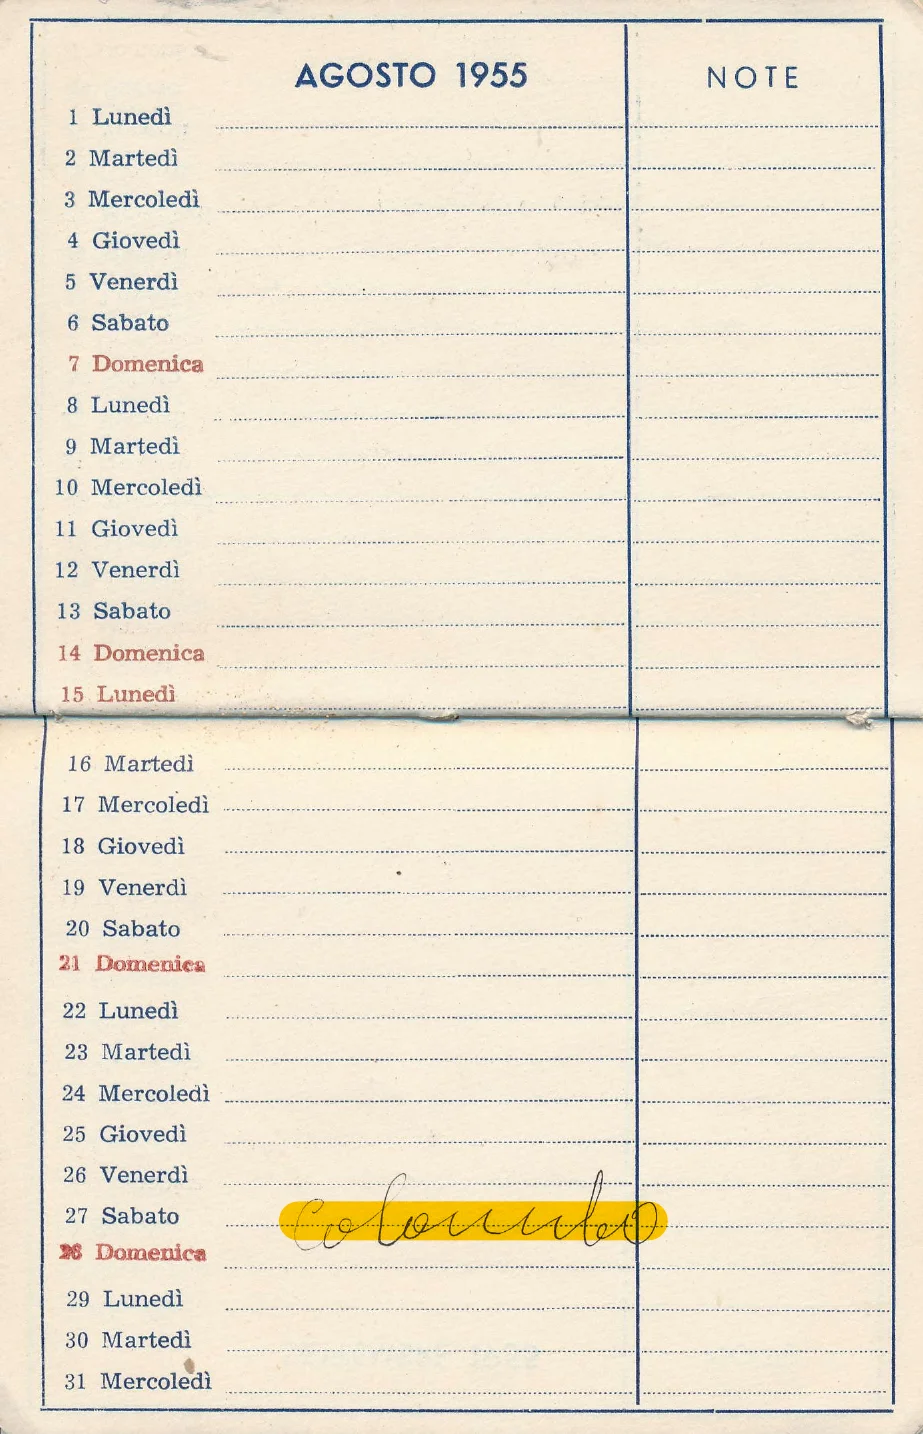 AGOSTO 1955 NOTE
1 Lunedì
2 Martedì
3 Mercoledì
4 Giovedì
5 Venerdì
6 Sabato
7 Domenica
8 Lunedì
9 Martedì
10 Mercoledì
11 Giovedì
12 Venerdì
13 Sabato
14 Domenica
15 Lunedì
16 Martedì
17 Mercoledì
18 Giovedì
19 Venerdì
20 Sabato
21 Domenica
22 Lunedì
23 Martedì
24 Mercoledì
25 Giovedì
26 Venerdì
27 Sabato colombo
28 Domenica
29 Lunedì
30 Martedì
31 Mercoledì